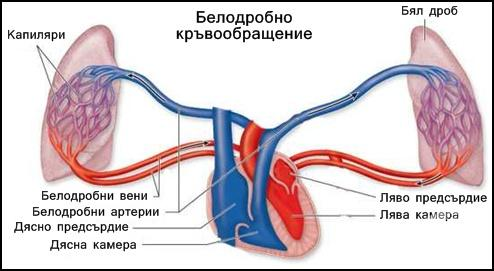 Белодробно
кръвообращение
Бял дроб
Капиляри
Белодробни вени
Белодробни артерии
Дясно предсърдие
Дясна камера
Ляво предсърдие
Лява камера